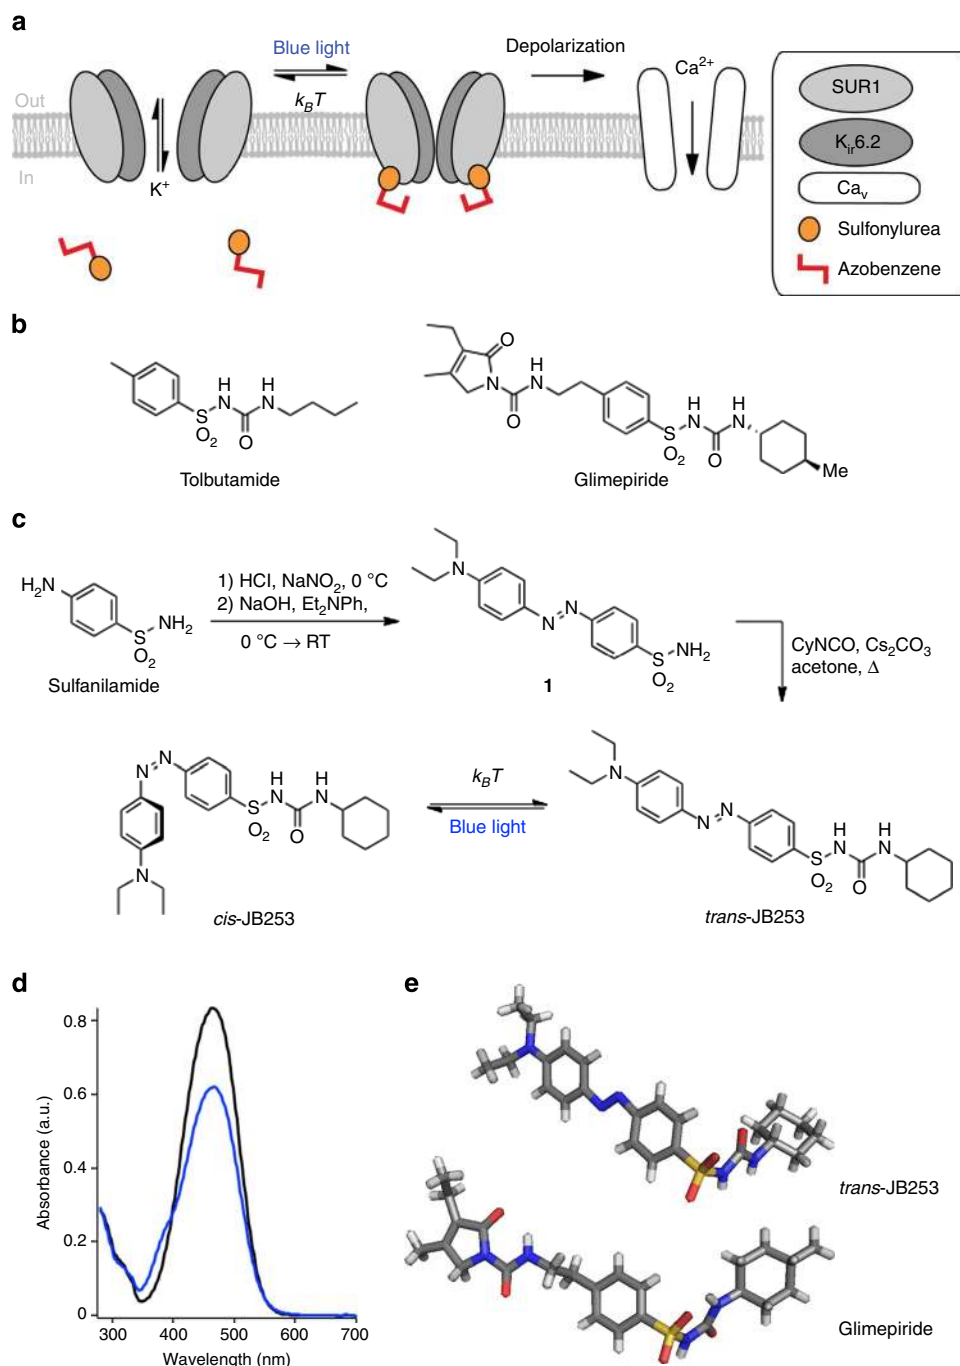 a
Blue light
k_BT
Depolarization
Ca²⁺
Out
In
K⁺
SUR1
K_ir6.2
Ca_v
Sulfonylurea
Azobenzene
b
O
H
N
N
O
H
N
H
N
S
O₂
O
Tolbutamide
H
N
H
N
S
O₂
O
Me
Glimepiride
c
H₂N
S
NH₂
O₂
Sulfanilamide
1) HCl, NaNO₂, 0 °C
2) NaOH, Et₂NPh,
0 °C → RT
N
N
N
S
NH₂
O₂
1
CyNCO, Cs₂CO₃
acetone, Δ
N
N
H
N
H
N
S
O₂
O
N
cis-JB253
k_BT
Blue light
N
N
N
H
N
H
N
S
O₂
O
trans-JB253
d
Absorbance (a.u.)
0.8
0.6
0.4
0.2
0
300 400 500 600 700
Wavelength (nm)
e
trans-JB253
Glimepiride